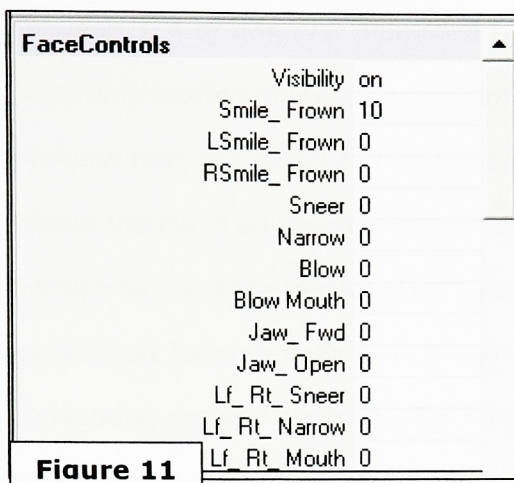 FaceControls
Visibility on
Smile_ Frown 10
LSmile_ Frown 0
RSmile_ Frown 0
Sneer 0
Narrow 0
Blow 0
Blow Mouth 0
Jaw_ Fwd 0
Jaw_ Open 0
Lf_ Rt_ Sneer 0
Lf_ Rt_ Narrow 0
Lf_ Rt_ Mouth 0
Figure 11